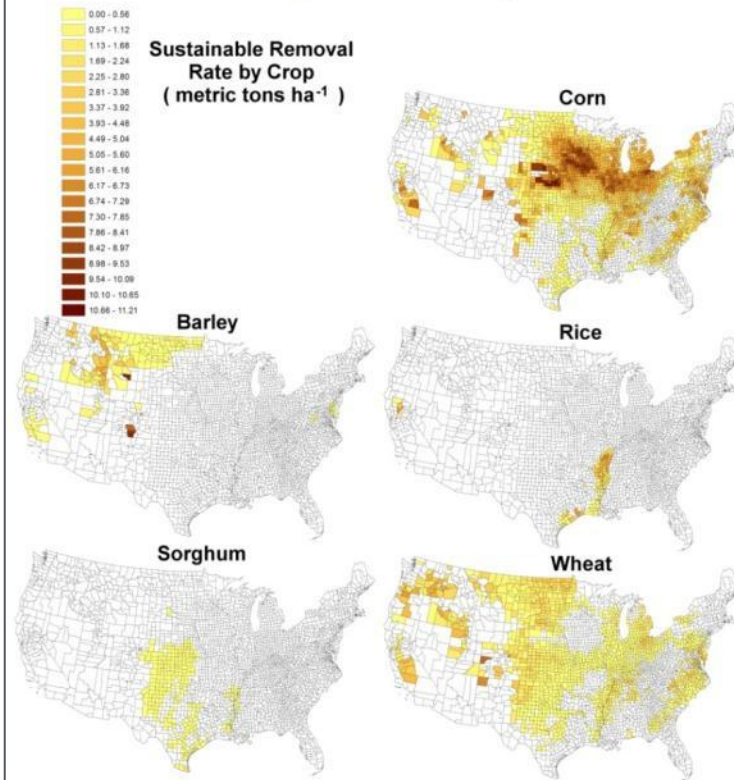 0.00 - 0.56
0.57 - 1.12
1.13 - 1.68
1.69 - 2.24
2.25 - 2.80
2.81 - 3.36
3.37 - 3.92
3.93 - 4.48
4.49 - 5.04
5.05 - 5.60
5.61 - 6.16
6.17 - 6.73
6.74 - 7.29
7.30 - 7.85
7.86 - 8.41
8.42 - 8.97
8.98 - 9.53
9.54 - 10.09
10.10 - 10.65
10.66 - 11.21
Sustainable Removal
Rate by Crop
( metric tons ha⁻¹ )
Corn
Barley
Rice
Sorghum
Wheat